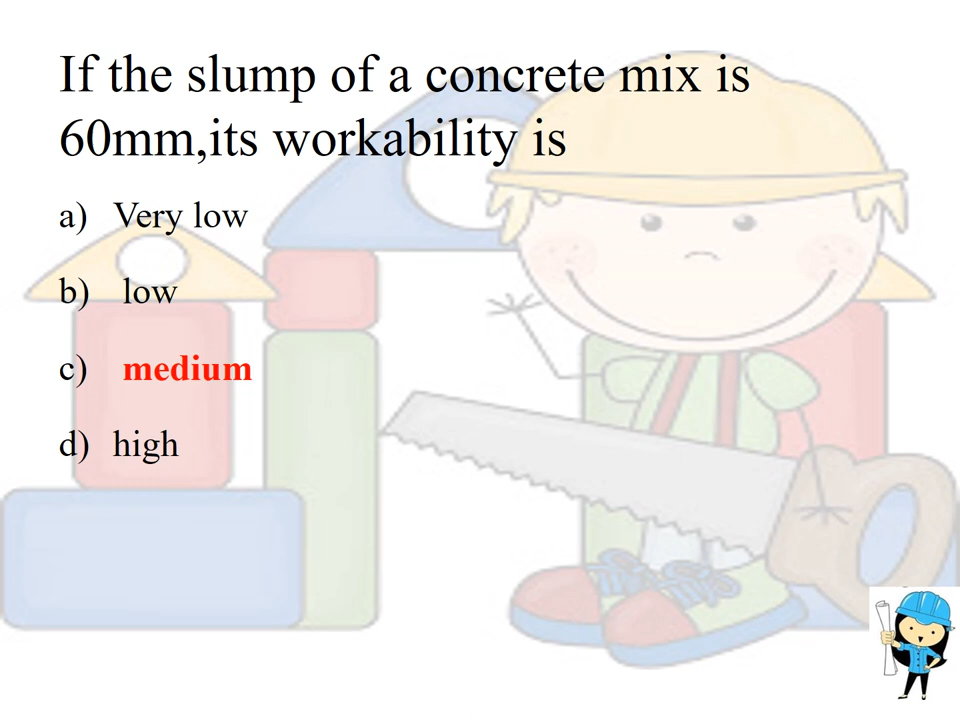 If the slump of a concrete mix is
60mm,its workability is
a) Very low
b) low
c) medium
d) high